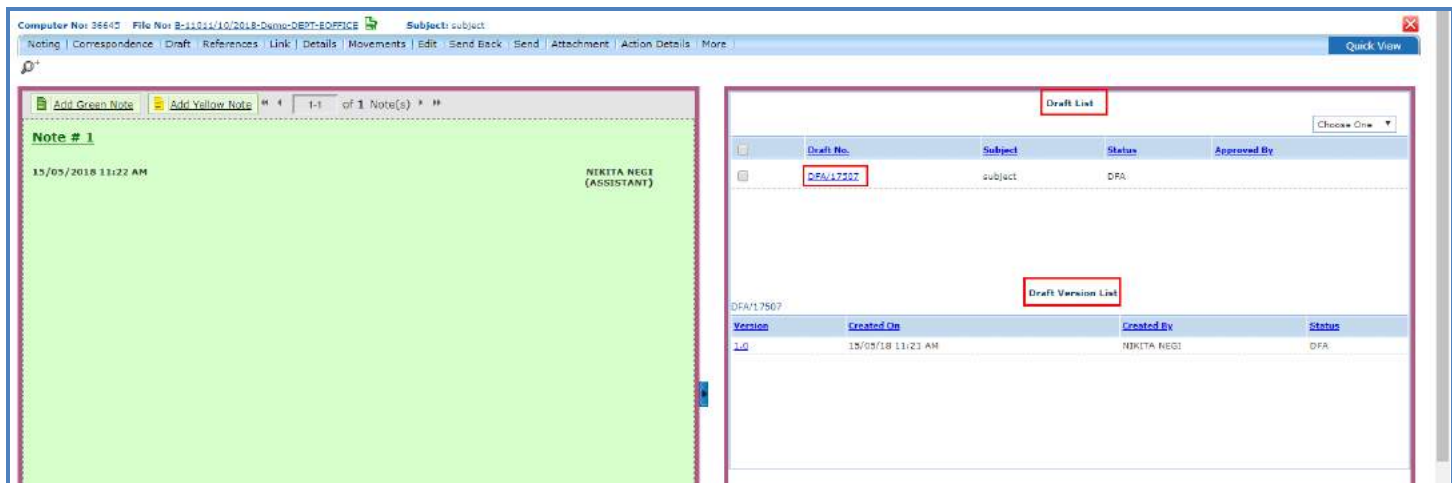 Computer No: 36645 File No: B-11011/10/2018-Demo-DEPT-EOFFICE Subject: subject
Noting | Correspondence | Draft | References | Link | Details | Movements | Edit | Send Back | Send | Attachment | Action Details | More
Quick View
Add Green Note Add Yellow Note 1-1 of 1 Note(s)
Note # 1
15/05/2018 11:22 AM NIKITA NEGI
(ASSISTANT)
Draft List
Choose One
Draft No. Subject Status Approved By
DFA/17507 subject DFA
Draft Version List
DFA/17507
Version Created On Created By Status
1.0 15/05/18 11:21 AM NIKITA NEGI DFA